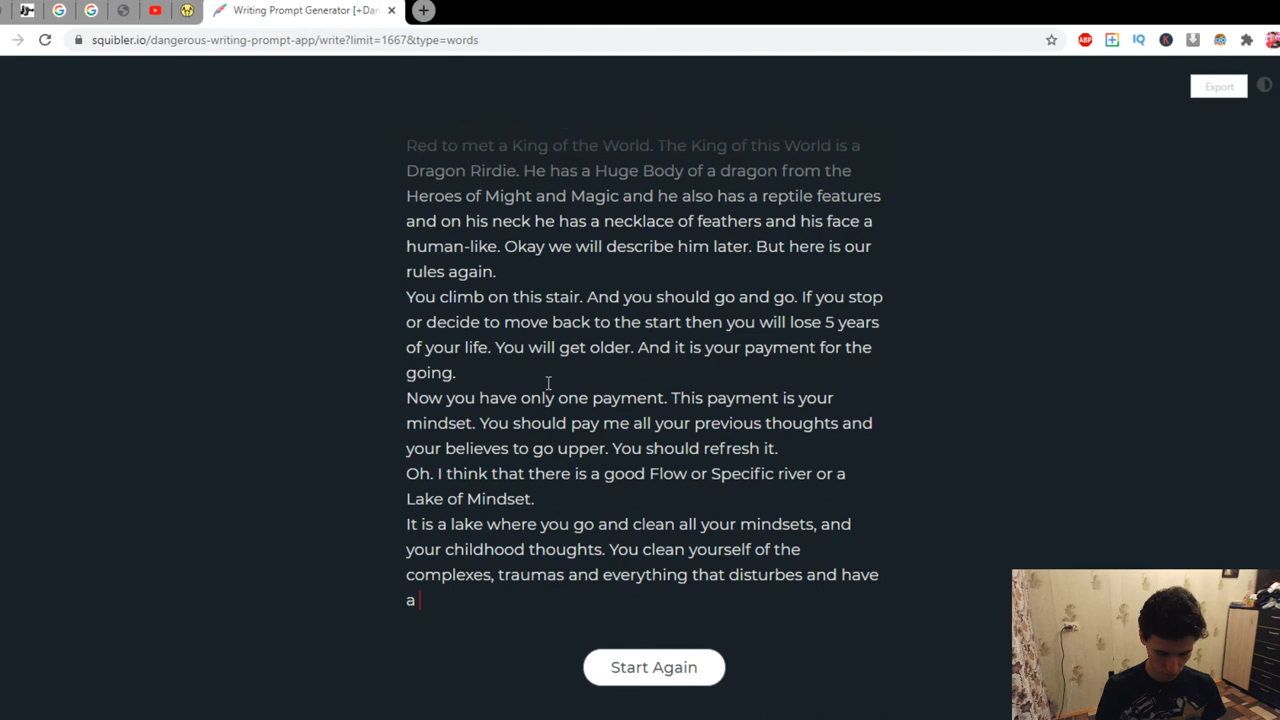 Writing Prompt Generator [+Dan
squibler.io/dangerous-writing-prompt-app/write?limit=1667&type=words
Export
Red to met a King of the World. The King of this World is a
Dragon Rirdie. He has a Huge Body of a dragon from the
Heroes of Might and Magic and he also has a reptile features
and on his neck he has a necklace of feathers and his face a
human-like. Okay we will describe him later. But here is our
rules again.
You climb on this stair. And you should go and go. If you stop
or decide to move back to the start then you will lose 5 years
of your life. You will get older. And it is your payment for the
going.
Now you have only one payment. This payment is your
mindset. You should pay me all your previous thoughts and
your believes to go upper. You should refresh it.
Oh. I think that there is a good Flow or Specific river or a
Lake of Mindset.
It is a lake where you go and clean all your mindsets, and
your childhood thoughts. You clean yourself of the
complexes, traumas and everything that disturbes and have
a
Start Again